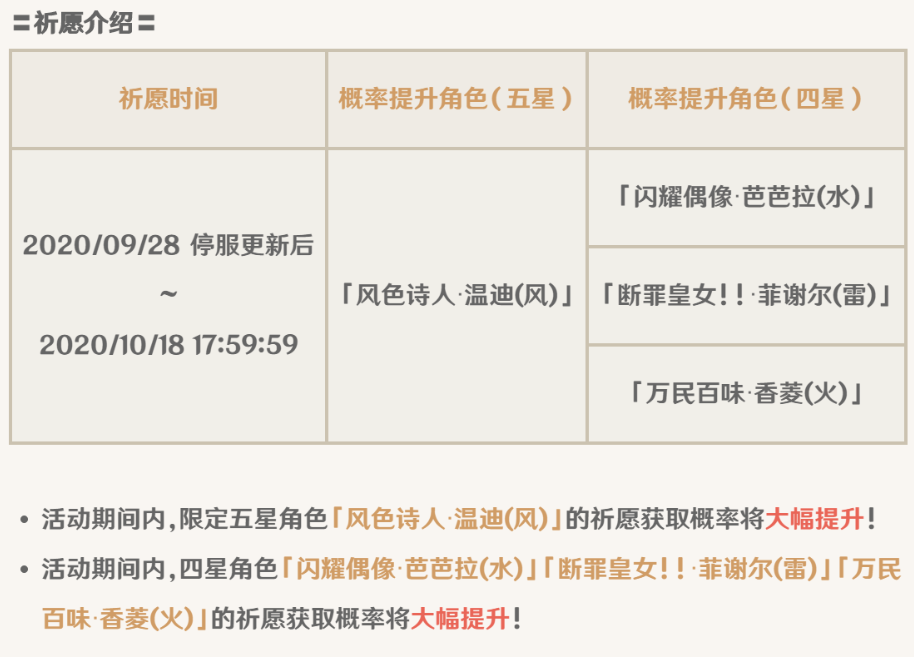 〓祈愿介绍〓
祈愿时间
概率提升角色(五星)
概率提升角色(四星)
2020/09/28 停服更新后
~
2020/10/18 17:59:59
「风色诗人·温迪(风)」
「闪耀偶像·芭芭拉(水)」
「断罪皇女!!·菲谢尔(雷)」
「万民百味·香菱(火)」
• 活动期间内,限定五星角色「风色诗人·温迪(风)」的祈愿获取概率将大幅提升!
• 活动期间内,四星角色「闪耀偶像·芭芭拉(水)」「断罪皇女!!·菲谢尔(雷)」「万民
百味·香菱(火)」的祈愿获取概率将大幅提升!